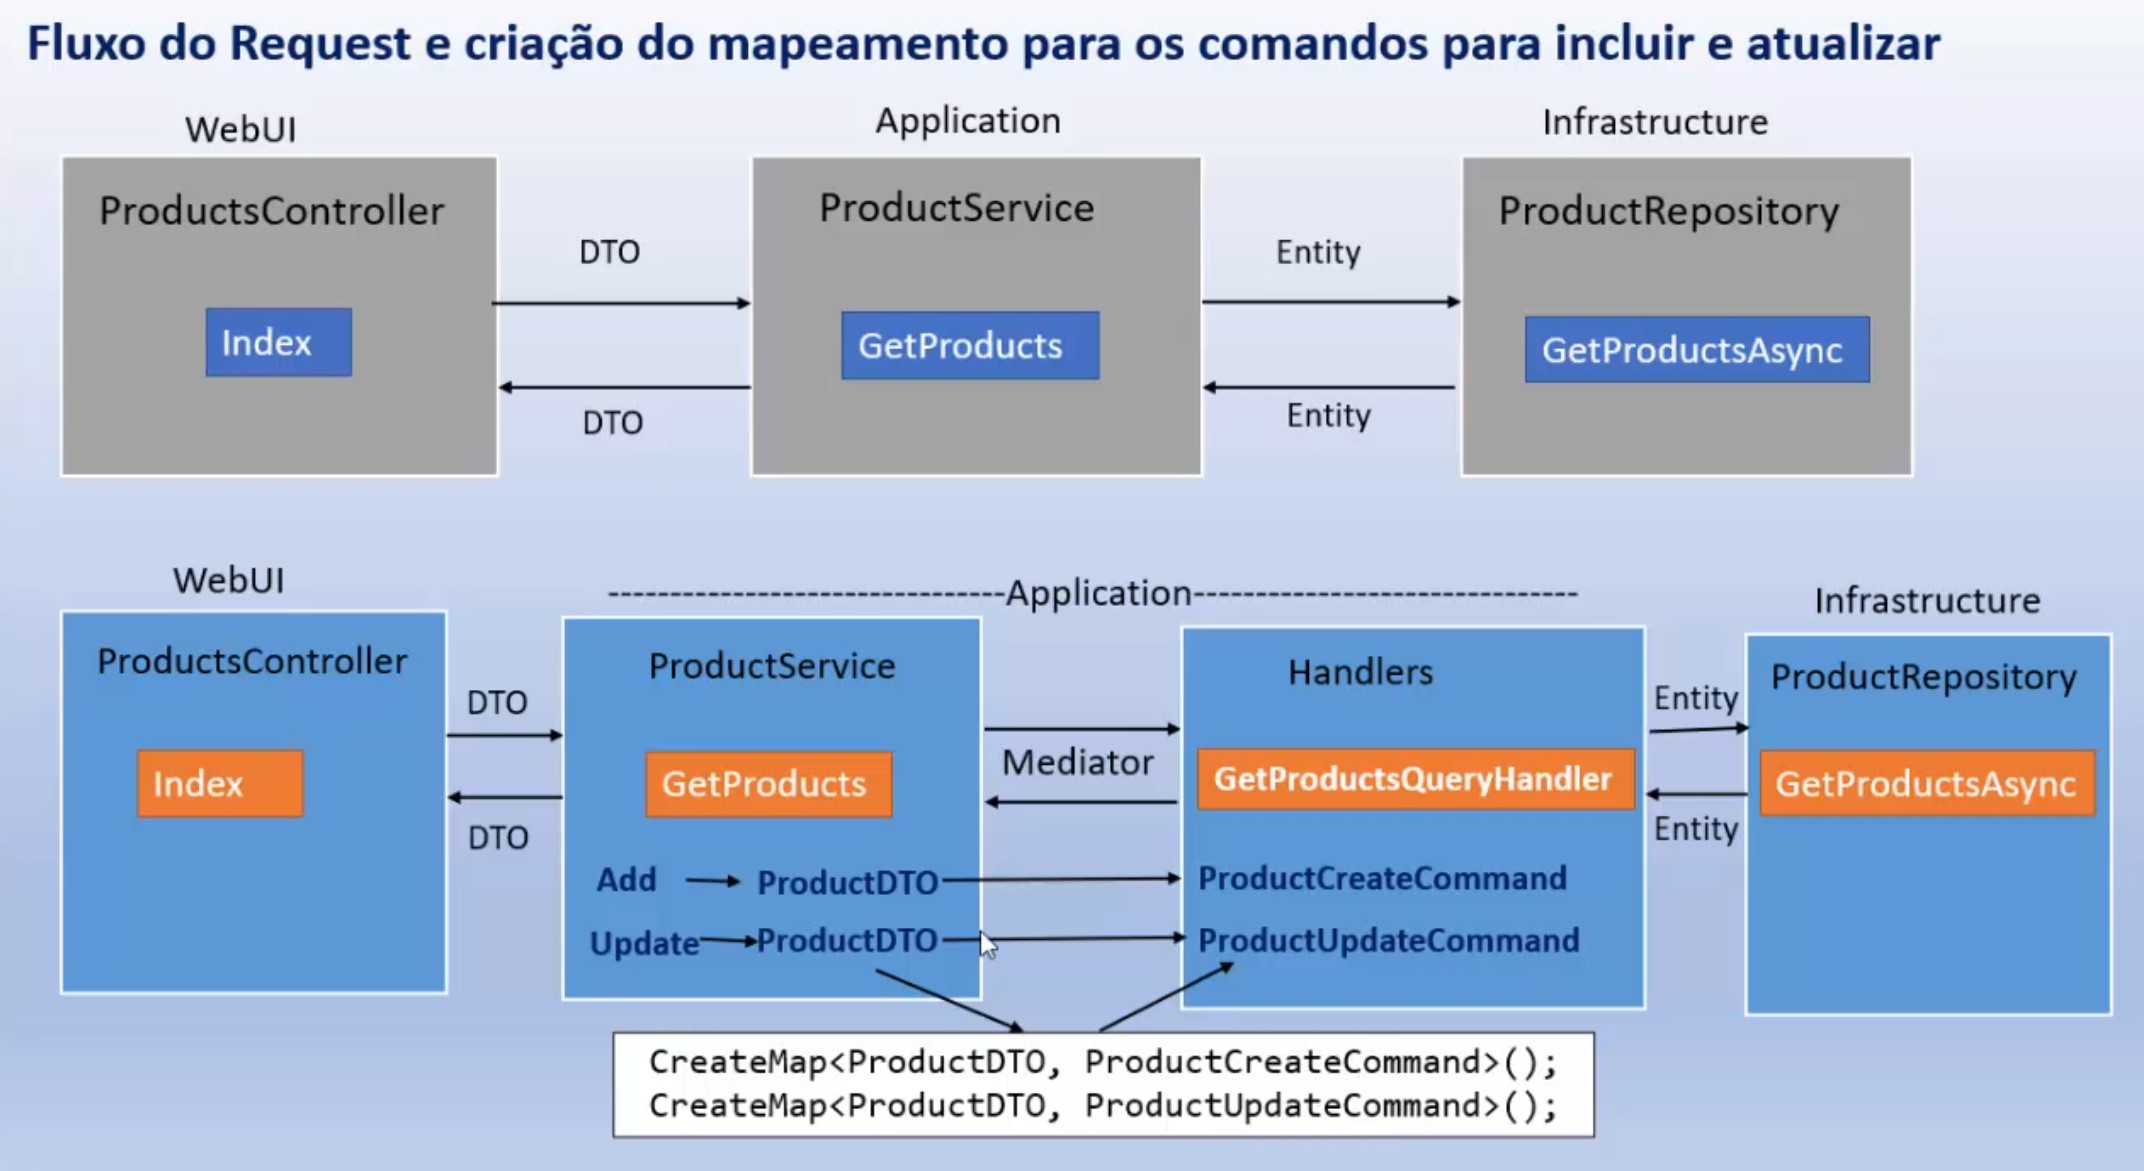 Fluxo do Request e criação do mapeamento para os comandos para incluir e atualizar
WebUI
Application
Infrastructure
ProductsController
ProductService
ProductRepository
DTO
Entity
Index
GetProducts
GetProductsAsync
DTO
Entity
WebUI
------------------------------Application-----------------------------
Infrastructure
ProductsController
ProductService
Handlers
ProductRepository
DTO
Mediator
Entity
Index
GetProducts
GetProductsQueryHandler
GetProductsAsync
DTO
Entity
Add
ProductDTO
ProductCreateCommand
Update
ProductDTO
ProductUpdateCommand
CreateMap<ProductDTO, ProductCreateCommand>();
CreateMap<ProductDTO, ProductUpdateCommand>();